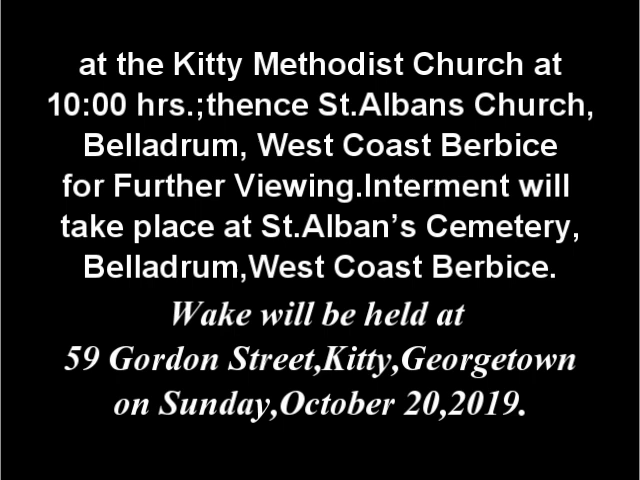 at the Kitty Methodist Church at
10:00 hrs.;thence St.Albans Church,
Belladrum, West Coast Berbice
for Further Viewing.Interment will
take place at St.Alban’s Cemetery,
Belladrum,West Coast Berbice.
Wake will be held at
59 Gordon Street,Kitty,Georgetown
on Sunday,October 20,2019.